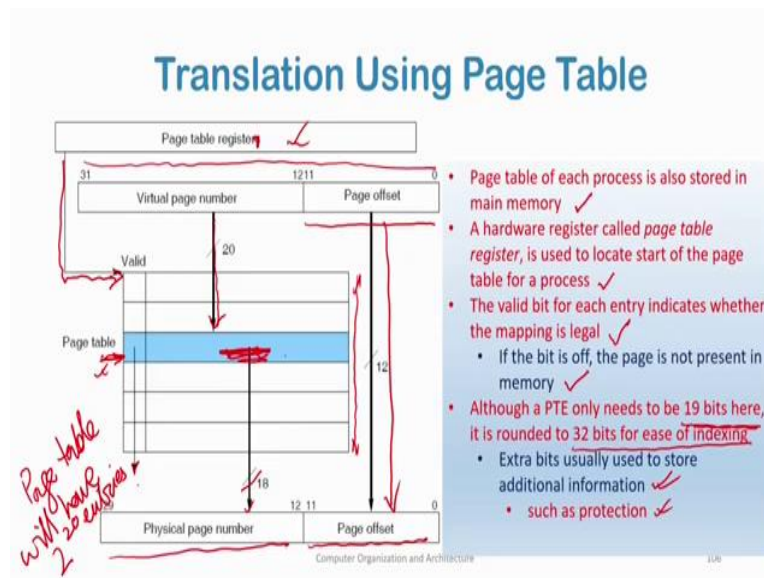 Translation Using Page Table
Page table register
31
12 11
0
Virtual page number
Page offset
20
Valid
Page table
12
18
29
12 11
0
Physical page number
Page offset
Page table
will have
2^20 entries
• Page table of each process is also stored in
main memory
• A hardware register called page table
register, is used to locate start of the page
table for a process
• The valid bit for each entry indicates whether
the mapping is legal
• If the bit is off, the page is not present in
memory
• Although a PTE only needs to be 19 bits here,
it is rounded to 32 bits for ease of indexing
• Extra bits usually used to store
additional information
• such as protection
Computer Organization and Architecture
106